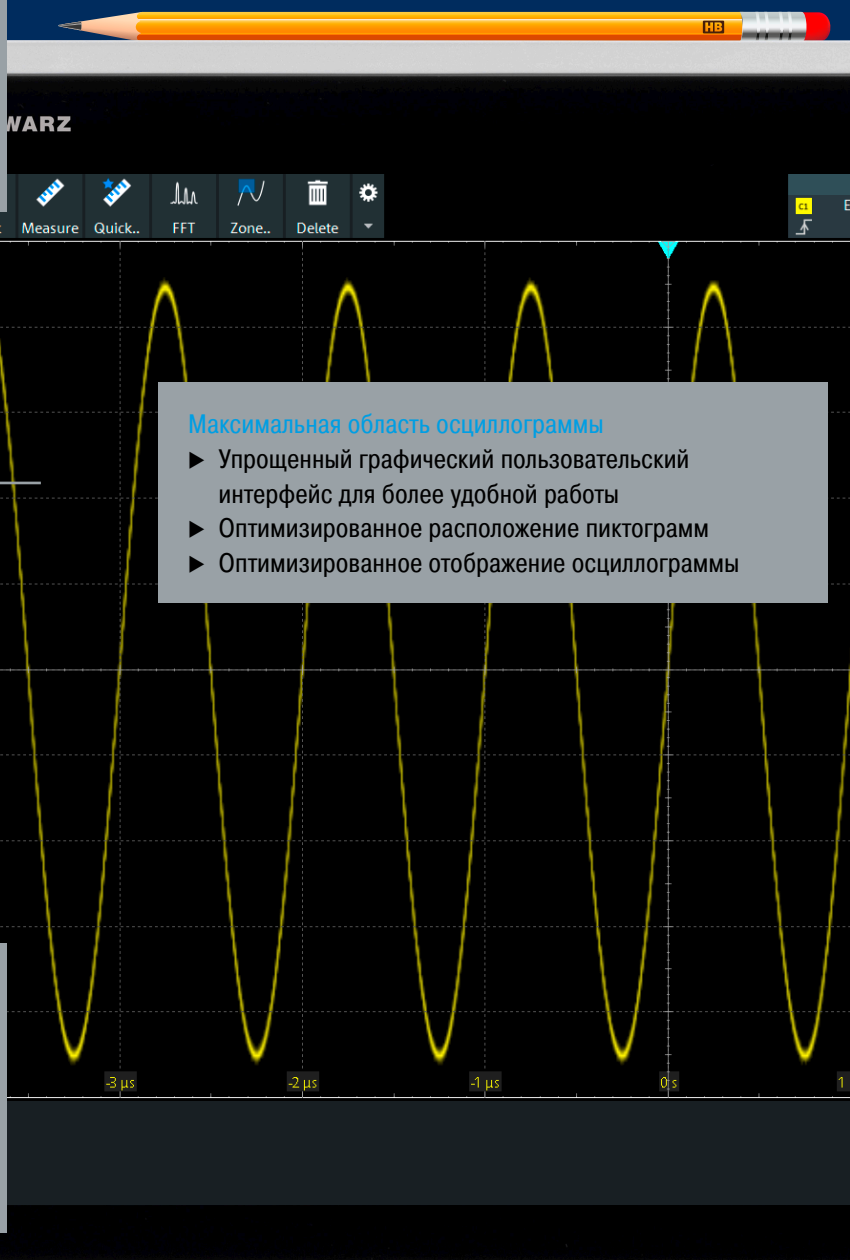 HB
WARZ
Measure Quick.. FFT Zone.. Delete
C1
Максимальная область осциллограммы
▶ Упрощенный графический пользовательский
интерфейс для более удобной работы
▶ Оптимизированное расположение пиктограмм
▶ Оптимизированное отображение осциллограммы
-3 µs -2 µs -1 µs 0 s 1